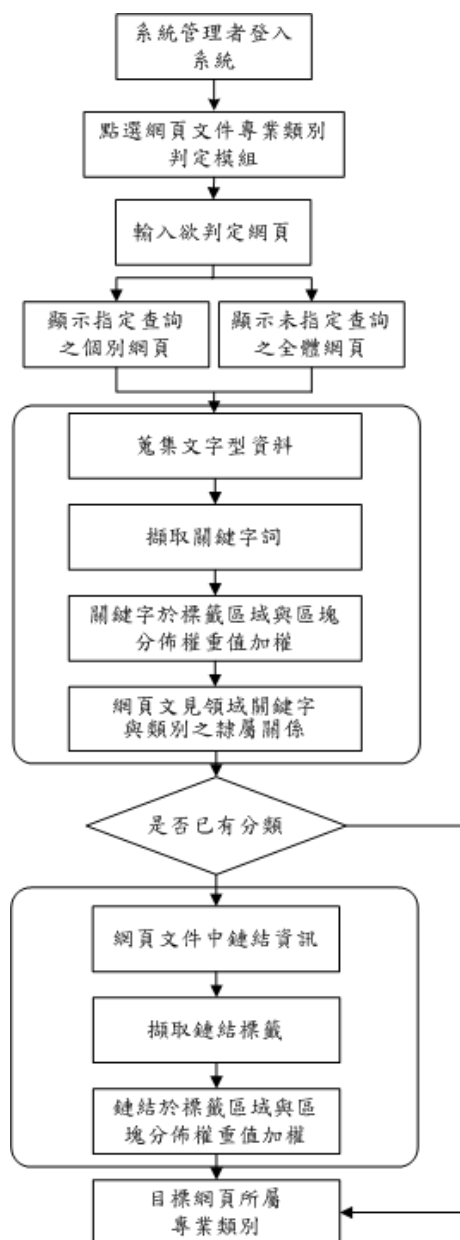 系統管理者登入
系統
點選網頁文件專業類別
判定模組
輸入欲判定網頁
顯示指定查詢
之個別網頁
顯示未指定查詢
之全體網頁
蒐集文字型資料
擷取關鍵字詞
關鍵字於標籤區域與區塊
分佈權重值加權
網頁文見領域關鍵字
與類別之隸屬關係
是否已有分類
網頁文件中鏈結資訊
擷取鏈結標籤
鏈結於標籤區域與區
塊分佈權重值加權
目標網頁所屬
專業類別